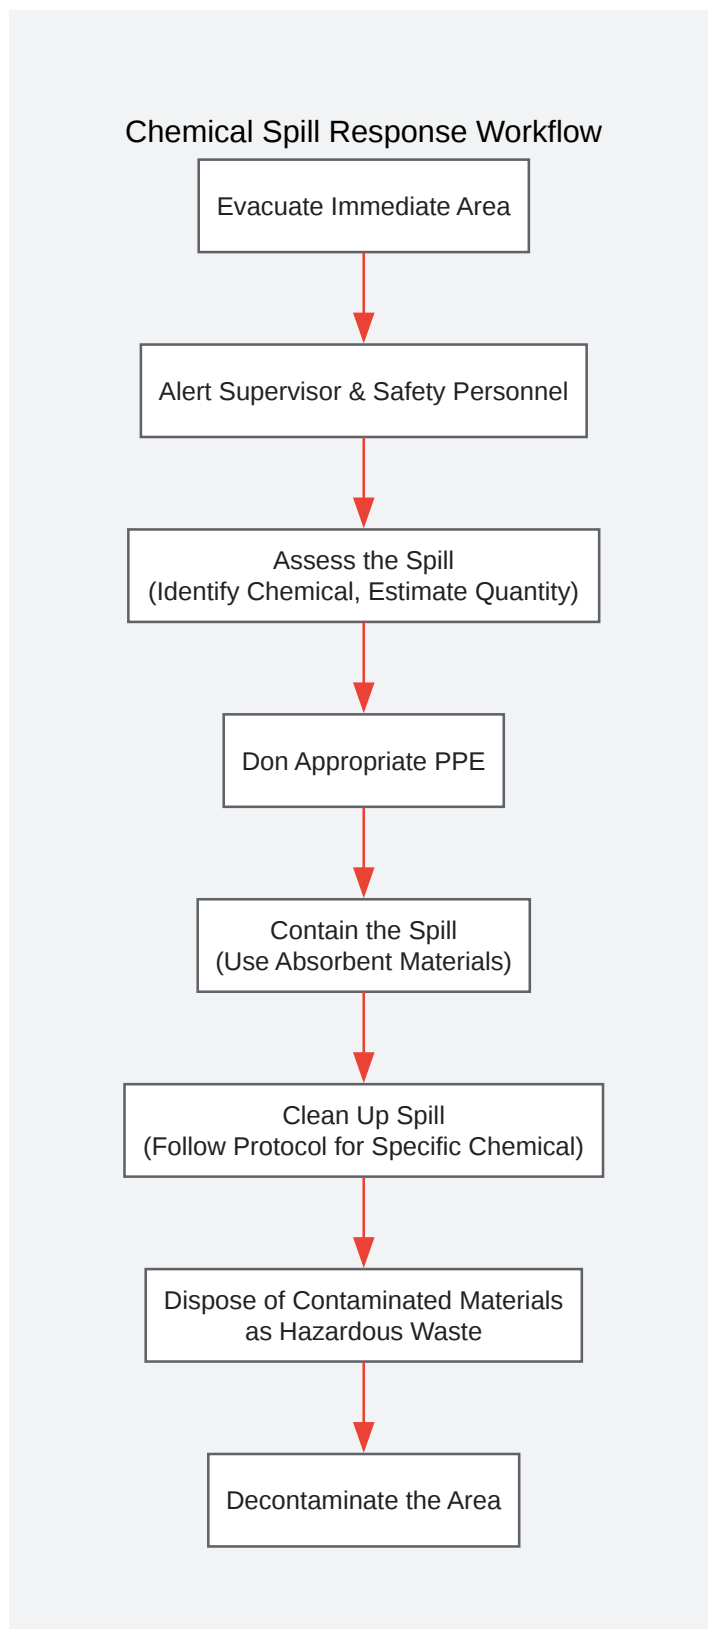 Chemical Spill Response Workflow
Evacuate Immediate Area
Alert Supervisor & Safety Personnel
Assess the Spill
(Identify Chemical, Estimate Quantity)
Don Appropriate PPE
Contain the Spill
(Use Absorbent Materials)
Clean Up Spill
(Follow Protocol for Specific Chemical)
Dispose of Contaminated Materials
as Hazardous Waste
Decontaminate the Area